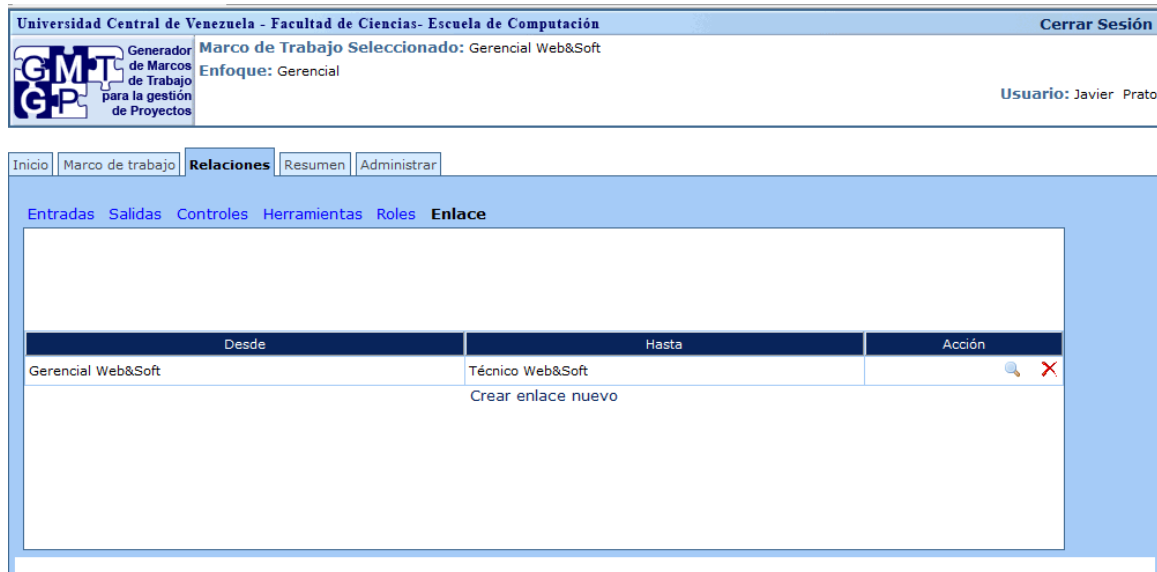 Universidad Central de Venezuela - Facultad de Ciencias- Escuela de Computación
Cerrar Sesión
GMT
GP
Generador
de Marcos
de Trabajo
para la gestión
de Proyectos
Marco de Trabajo Seleccionado: Gerencial Web&Soft
Enfoque: Gerencial
Usuario: Javier Prato
Inicio Marco de trabajo Relaciones Resumen Administrar
Entradas Salidas Controles Herramientas Roles Enlace
Desde Hasta Acción
Gerencial Web&Soft Técnico Web&Soft
Crear enlace nuevo